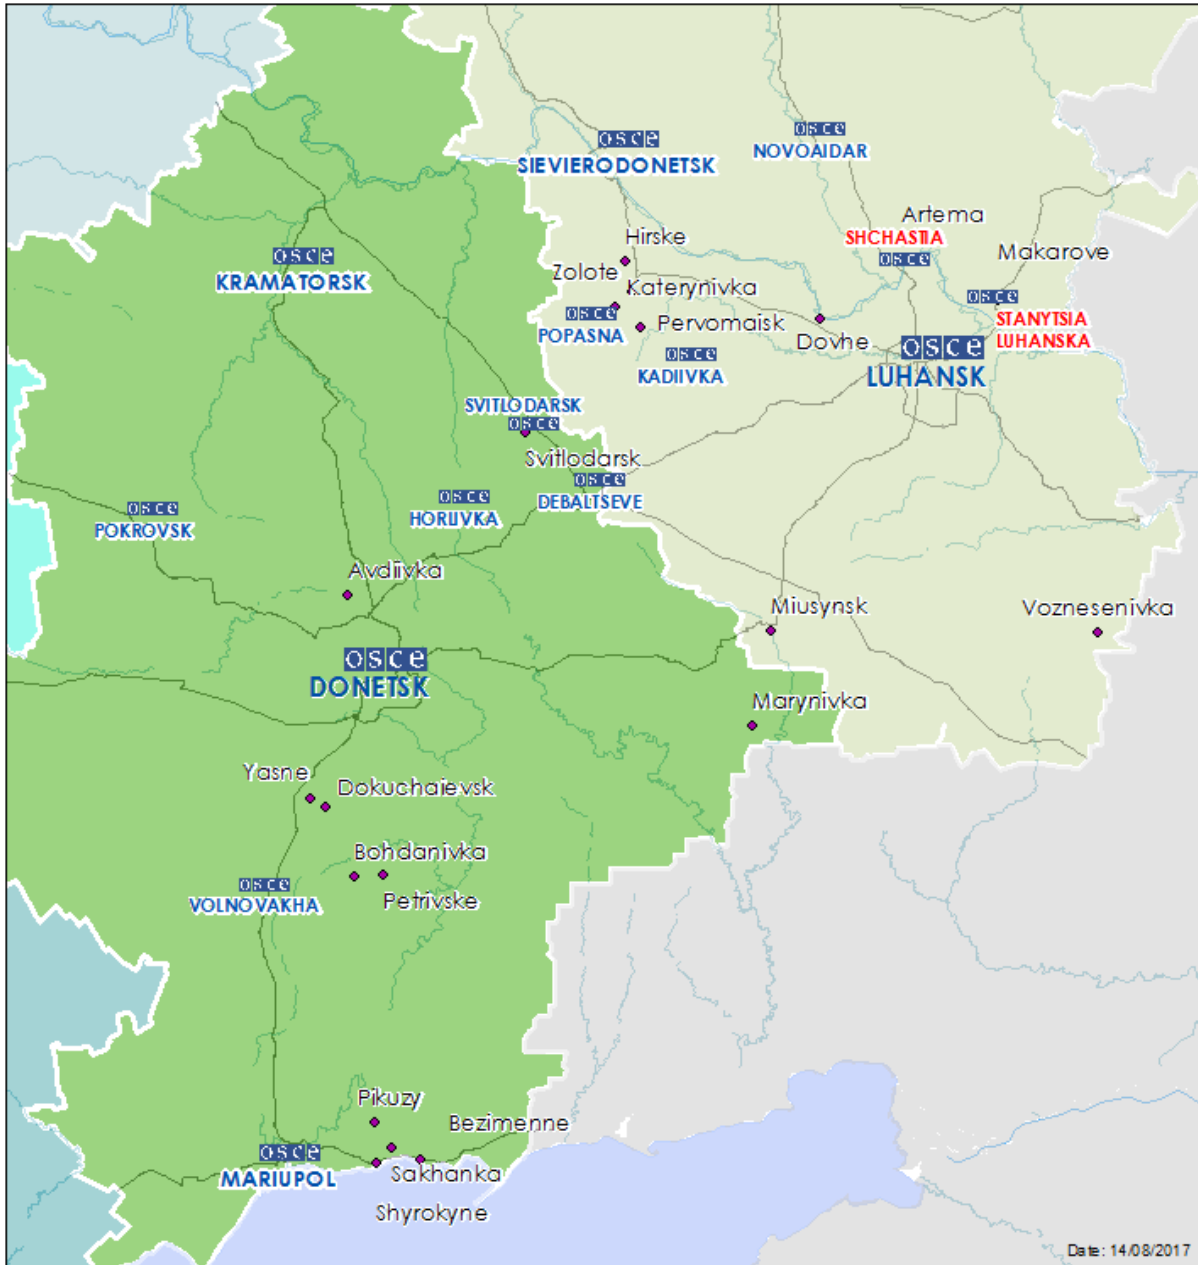 osce
NOVOAIDAR
osce
SIEVIERODONETSK
Artema
SHCHASTIA
osce
Makarove
Hirske
osce
KRAMATORSK
Zolote
Katerynivka
osce
POPASNA
Pervomaisk
Dovhe
osce
STANYTSIA
LUHANSKA
osce
LUHANSK
osce
KADIIVKA
SVITLODARSK
osce
Svitlodarsk
osce
DEBALTSEVE
osce
HORLIVKA
osce
POKROVSK
Avdiivka
Miusynsk
Voznesenivka
osce
DONETSK
Marynivka
Yasne
Dokuchaievsk
Bohdanivka
Petrivske
osce
VOLNOVAKHA
Pikuzy
Bezimenne
osce
MARIUPOL
Sakhanka
Shyrokyne
Date: 14/08/2017